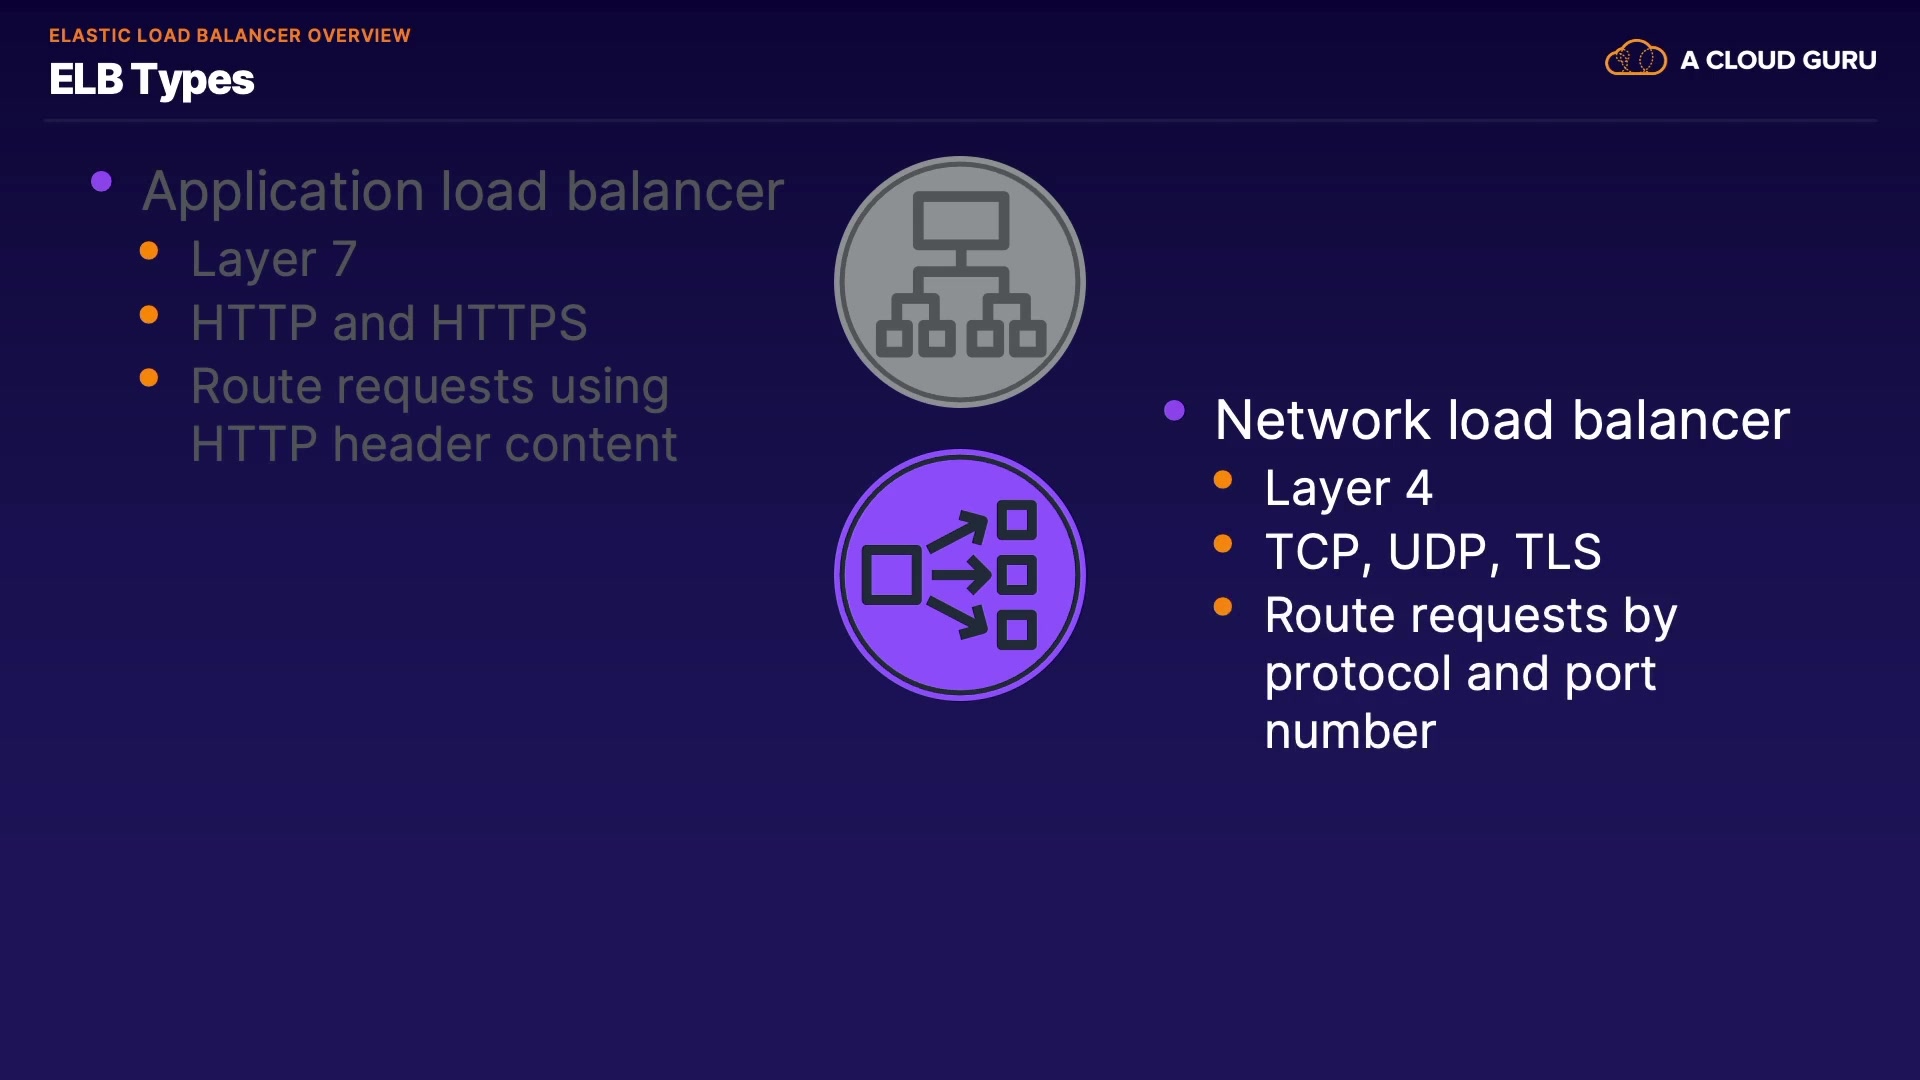 ELASTIC LOAD BALANCER OVERVIEW
ELB Types
A CLOUD GURU
Application load balancer
Layer 7
HTTP and HTTPS
Route requests using
HTTP header content
Network load balancer
Layer 4
TCP, UDP, TLS
Route requests by
protocol and port
number